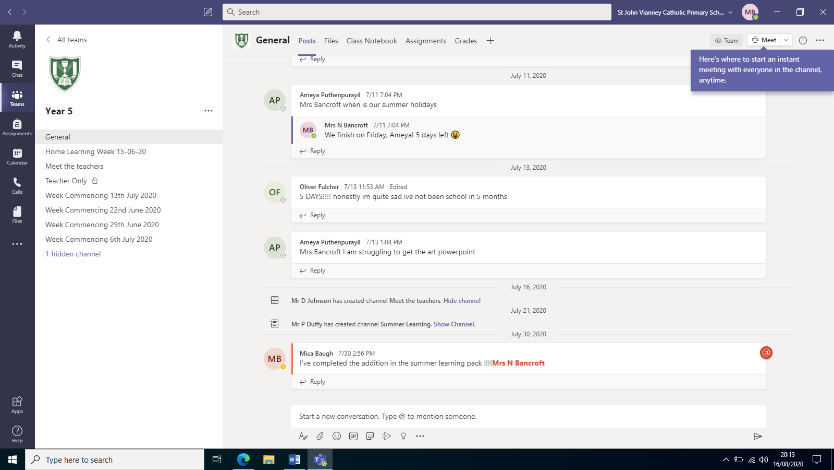 Search
St John Vianney Catholic Primary Sch...
MB
Activity
Chat
Teams
Assignments
Calendar
Calls
Files
Apps
Help
All teams
Year 5
General
Home Learning Week 15-06-20
Meet the teachers
Teacher Only
Week Commencing 13th July 2020
Week Commencing 22nd June 2020
Week Commencing 29th June 2020
Week Commencing 6th July 2020
1 hidden channel
General Posts Files Class Notebook Assignments Grades
Team
Meet
Here's where to start an instant
meeting with everyone in the channel,
anytime.
Reply
July 11, 2020
AP
Ameya Puthenpurayil 7/11 7:04 PM
Mrs Bancroft when is our summer holidays
MB
Mrs N Bancroft 7/11 7:04 PM
We finish on Friday, Ameya! 5 days left
Reply
July 13, 2020
OF
Oliver Fulcher 7/13 11:53 AM Edited
5 DAYS!!!! honestly im quite sad ive not been school in 5 months
Reply
AP
Ameya Puthenpurayil 7/13 1:04 PM
Mrs Bancroft I am struggling to get the art powerpoint
Reply
July 16, 2020
Mr D Johnson has created channel Meet the teachers. Hide channel
July 21, 2020
Mr P Duffy has created channel Summer Learning. Show Channel.
July 30, 2020
MB
Mica Baugh 7/30 2:56 PM
I've completed the addition in the summer learning pack !!!!Mrs N Bancroft
Reply
Start a new conversation. Type @ to mention someone.
Type here to search
20:13
16/08/2020